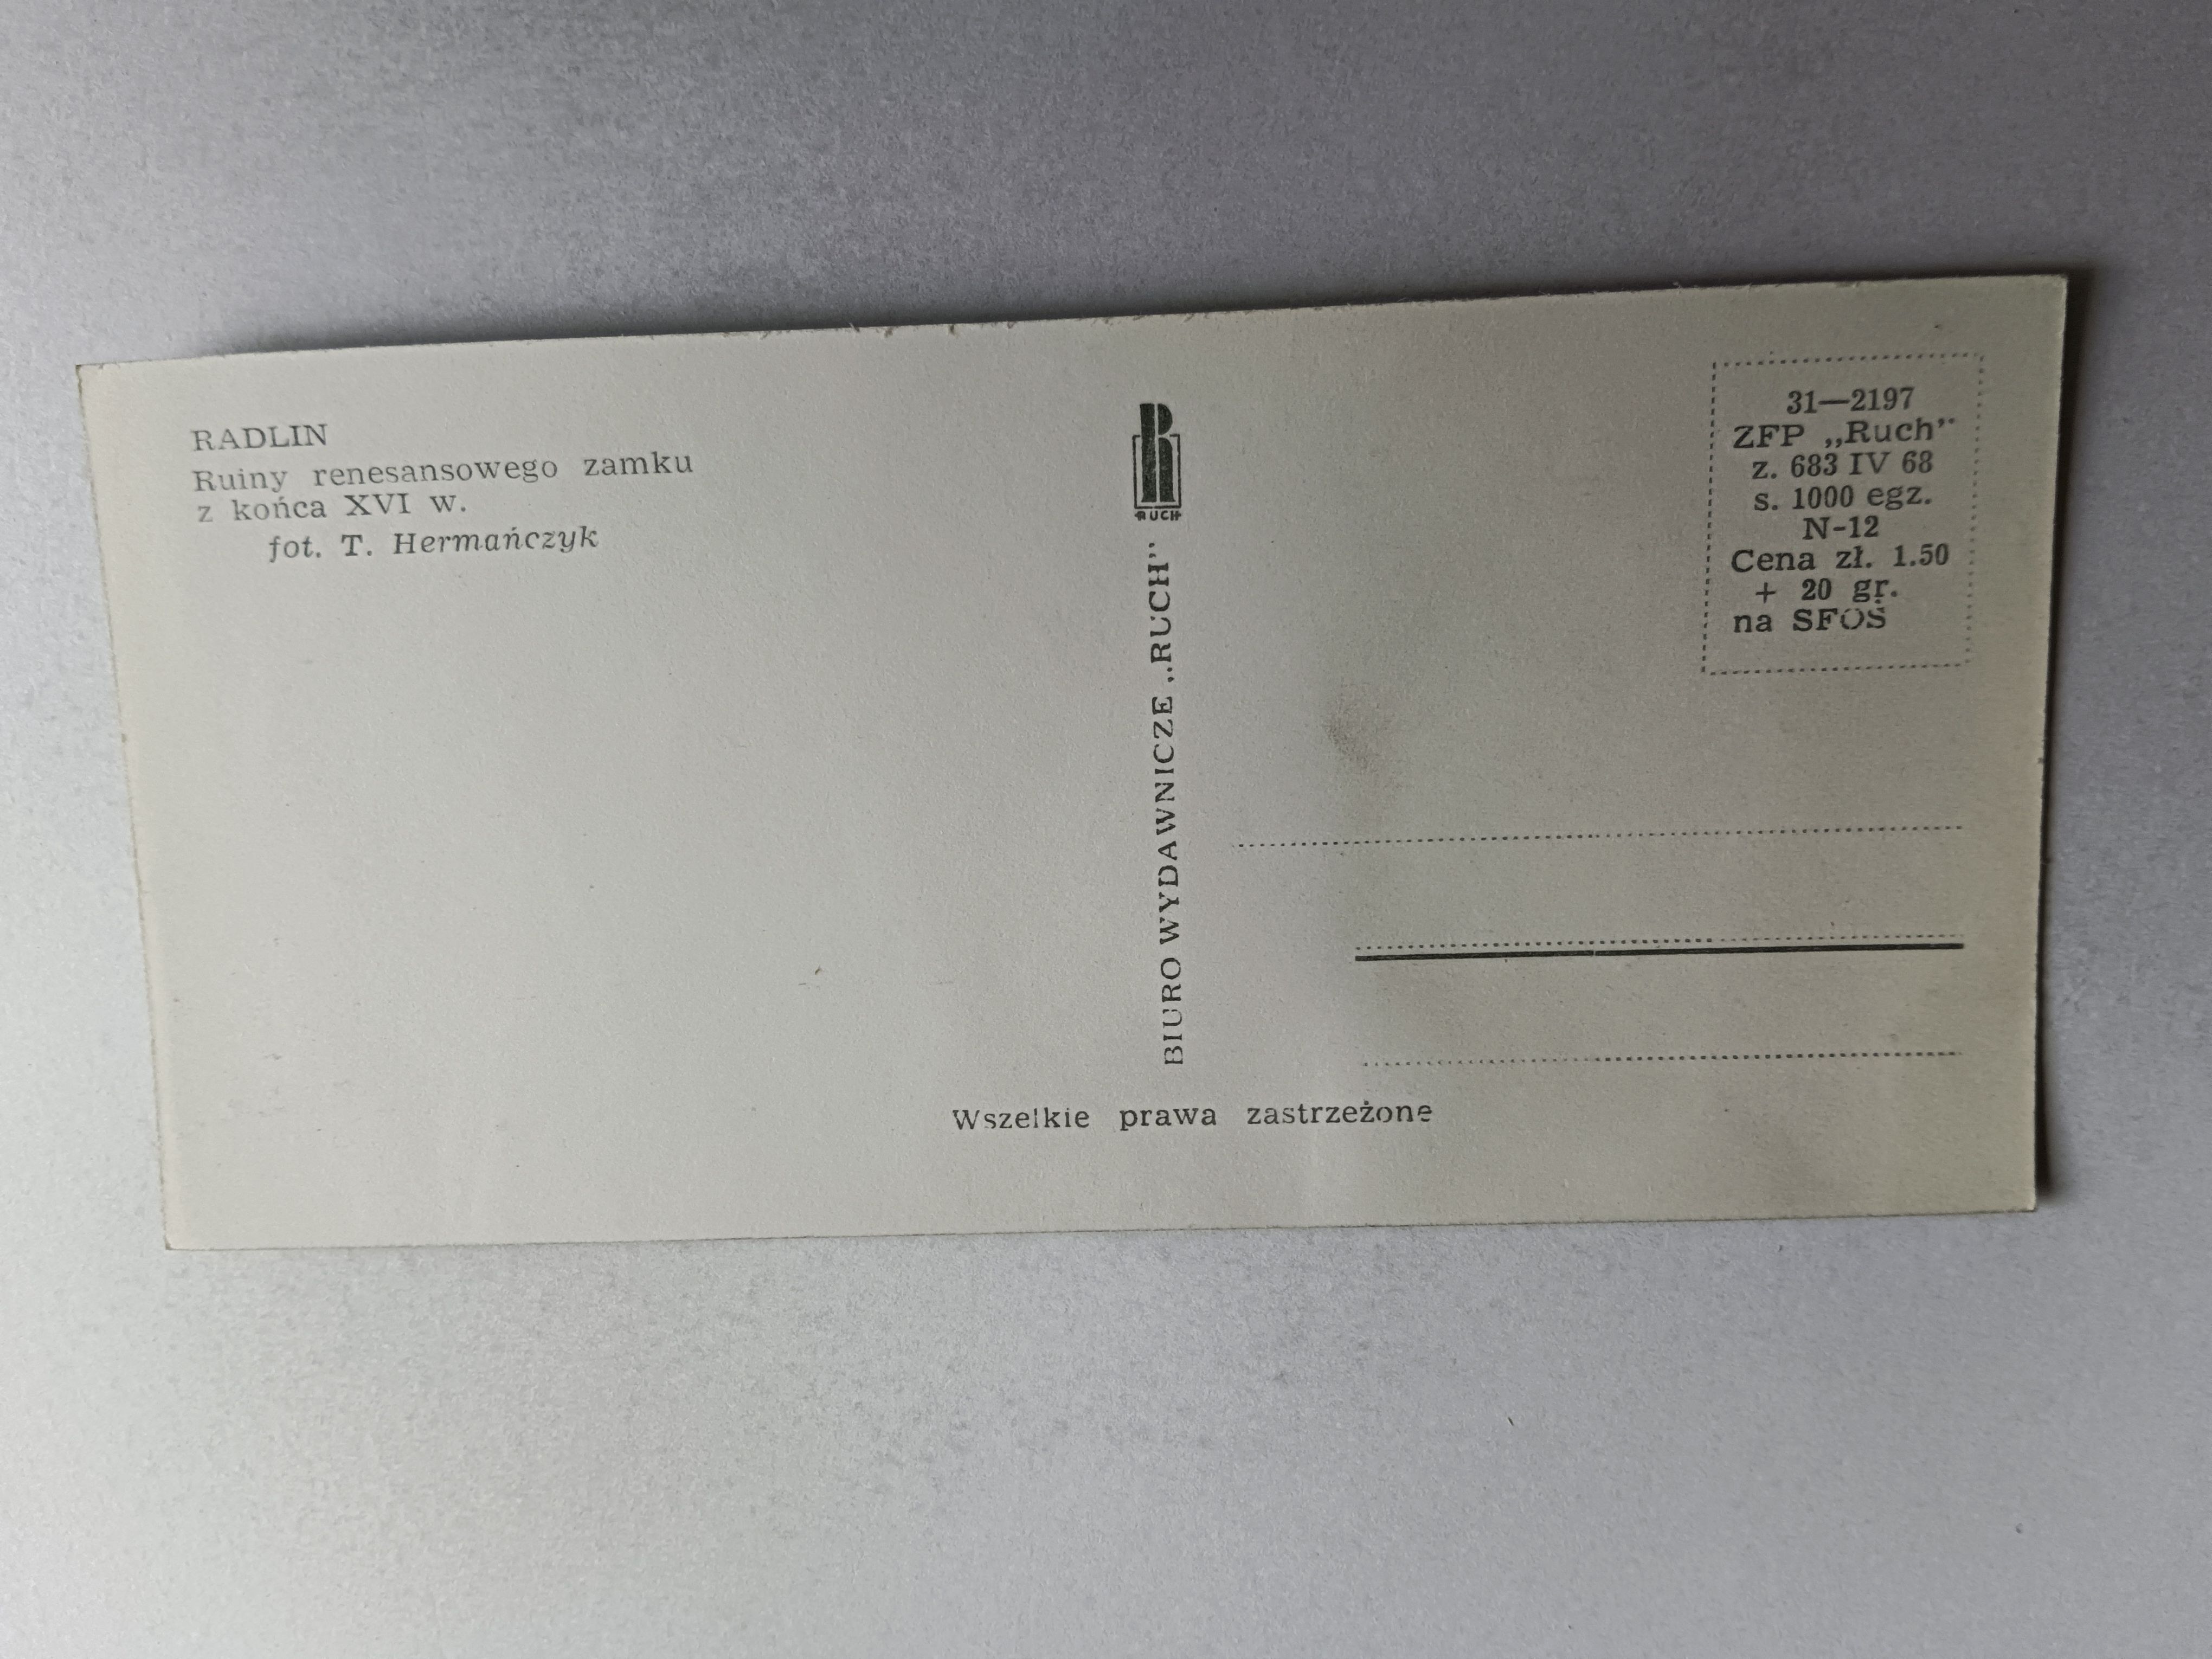 RADLIN
Ruiny renesansowego zamku
z końca XVI w.
fot. T. Hermańczyk
RUCH
BIURO WYDAWNICZE „RUCH”
31—2197
ZFP „Ruch”
z. 683 IV 68
s. 1000 egz.
N-12
Cena zł. 1.50
+ 20 gr.
na SFOS
Wszelkie prawa zastrzeżone